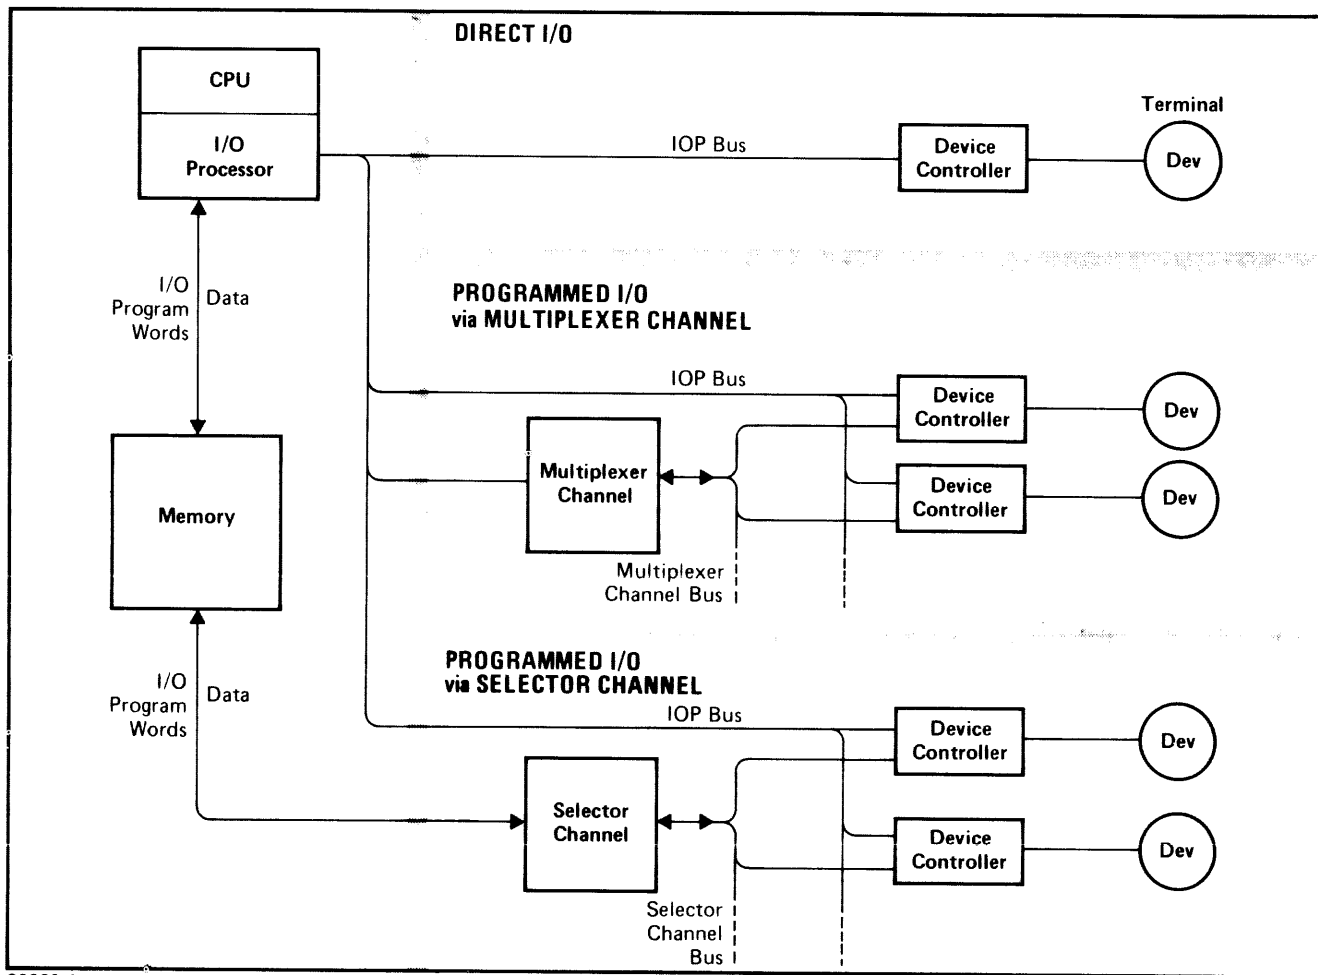 DIRECT I/O
CPU
I/O
Processor
IOP Bus
Device
Controller
Terminal
Dev
I/O
Program
Words
Data
PROGRAMMED I/O
via MULTIPLEXER CHANNEL
IOP Bus
Device
Controller
Dev
Multiplexer
Channel
Device
Controller
Dev
Memory
Multiplexer
Channel Bus
PROGRAMMED I/O
via SELECTOR CHANNEL
I/O
Program
Words
Data
IOP Bus
Device
Controller
Dev
Selector
Channel
Device
Controller
Dev
Selector
Channel
Bus